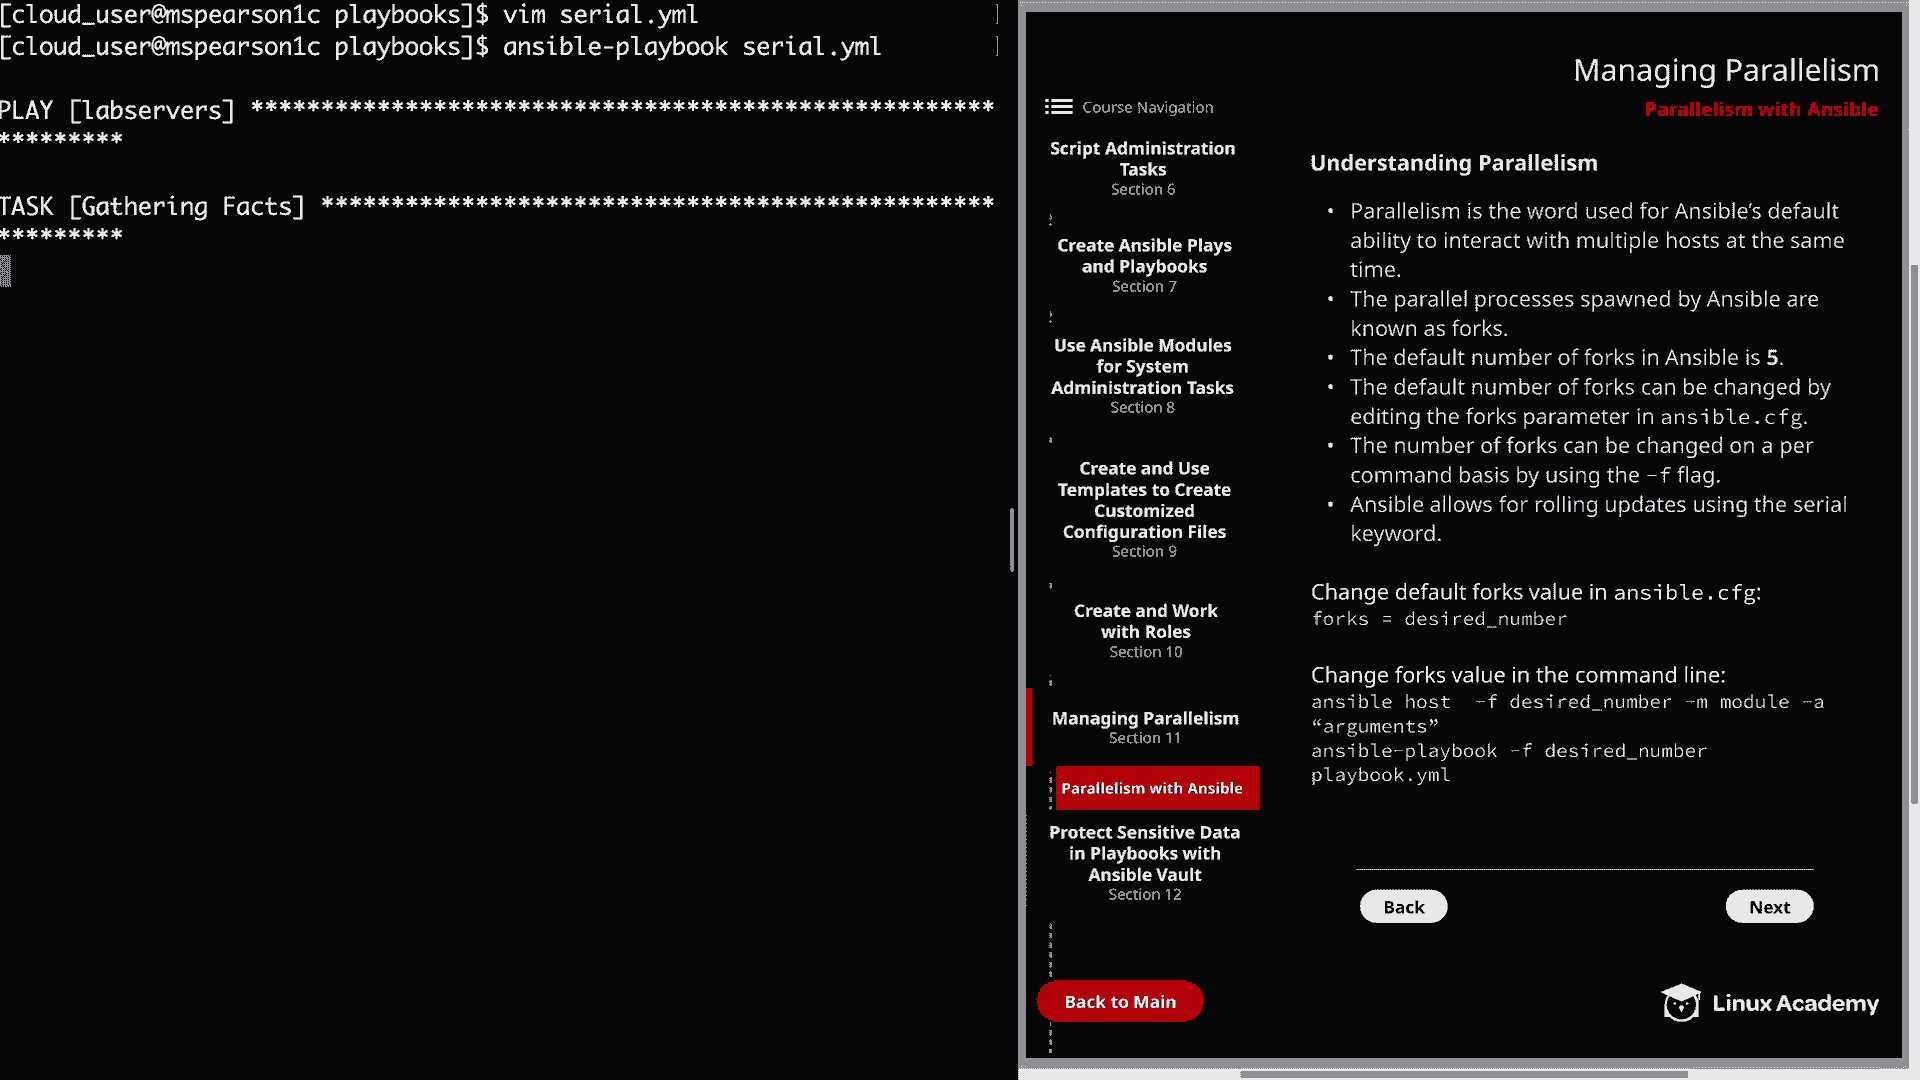 [cloud_user@mspearson1c playbooks]$ vim serial.yml ]
[cloud_user@mspearson1c playbooks]$ ansible-playbook serial.yml ]
PLAY [labservers] *****************************************************
*********
TASK [Gathering Facts] ************************************************
*********
Managing Parallelism
Parallelism with Ansible
Course Navigation
Script Administration
Tasks
Section 6
Create Ansible Plays
and Playbooks
Section 7
Use Ansible Modules
for System
Administration Tasks
Section 8
Create and Use
Templates to Create
Customized
Configuration Files
Section 9
Create and Work
with Roles
Section 10
Managing Parallelism
Section 11
Parallelism with Ansible
Protect Sensitive Data
in Playbooks with
Ansible Vault
Section 12
Back to Main
Understanding Parallelism
• Parallelism is the word used for Ansible’s default
ability to interact with multiple hosts at the same
time.
• The parallel processes spawned by Ansible are
known as forks.
• The default number of forks in Ansible is 5.
• The default number of forks can be changed by
editing the forks parameter in ansible.cfg.
• The number of forks can be changed on a per
command basis by using the -f flag.
• Ansible allows for rolling updates using the serial
keyword.
Change default forks value in ansible.cfg:
forks = desired_number
Change forks value in the command line:
ansible host  -f desired_number -m module -a
“arguments”
ansible-playbook -f desired_number
playbook.yml
Back
Next
Linux Academy